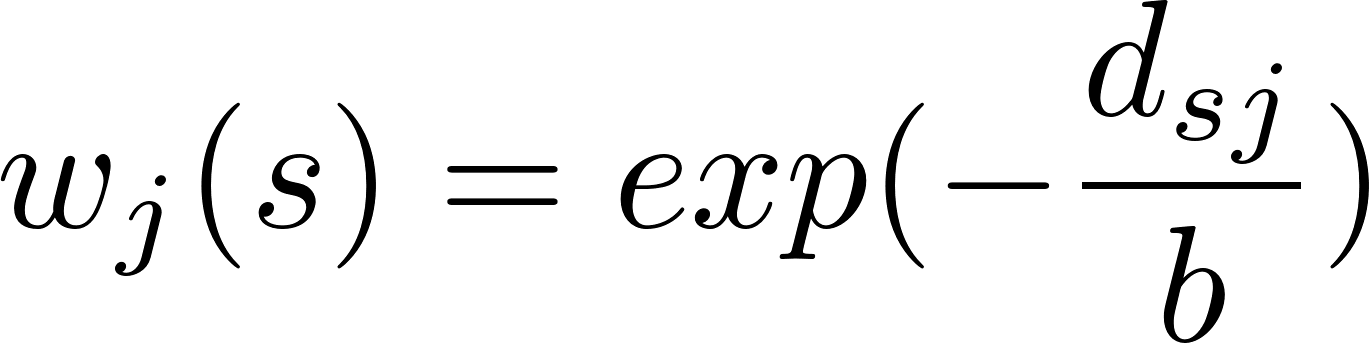 w_j(s) = exp(-\frac{d_{sj}}{b})